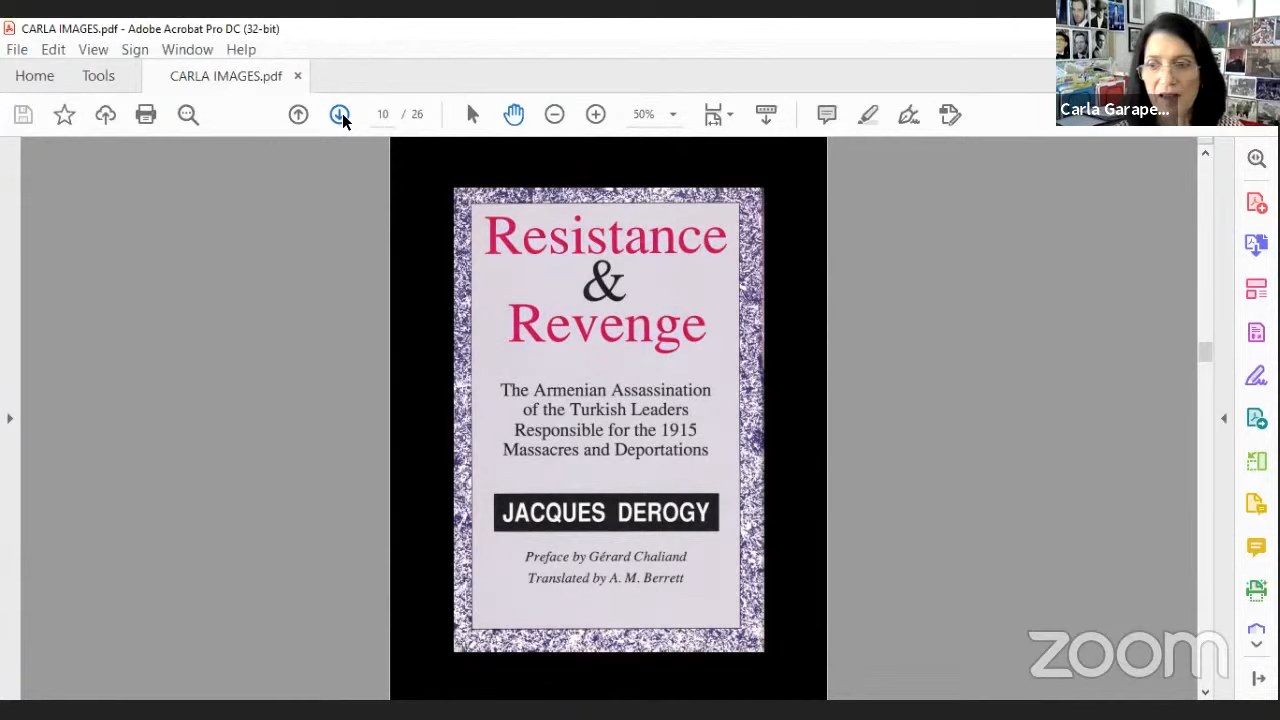 CARLA IMAGES.pdf - Adobe Acrobat Pro DC (32-bit)
File Edit View Sign Window Help
Home Tools CARLA IMAGES.pdf ×
10 / 26 50%
Carla Garape...
Resistance
&
Revenge
The Armenian Assassination
of the Turkish Leaders
Responsible for the 1915
Massacres and Deportations
JACQUES DEROGY
Preface by Gérard Chaliand
Translated by A. M. Berrett
zoom